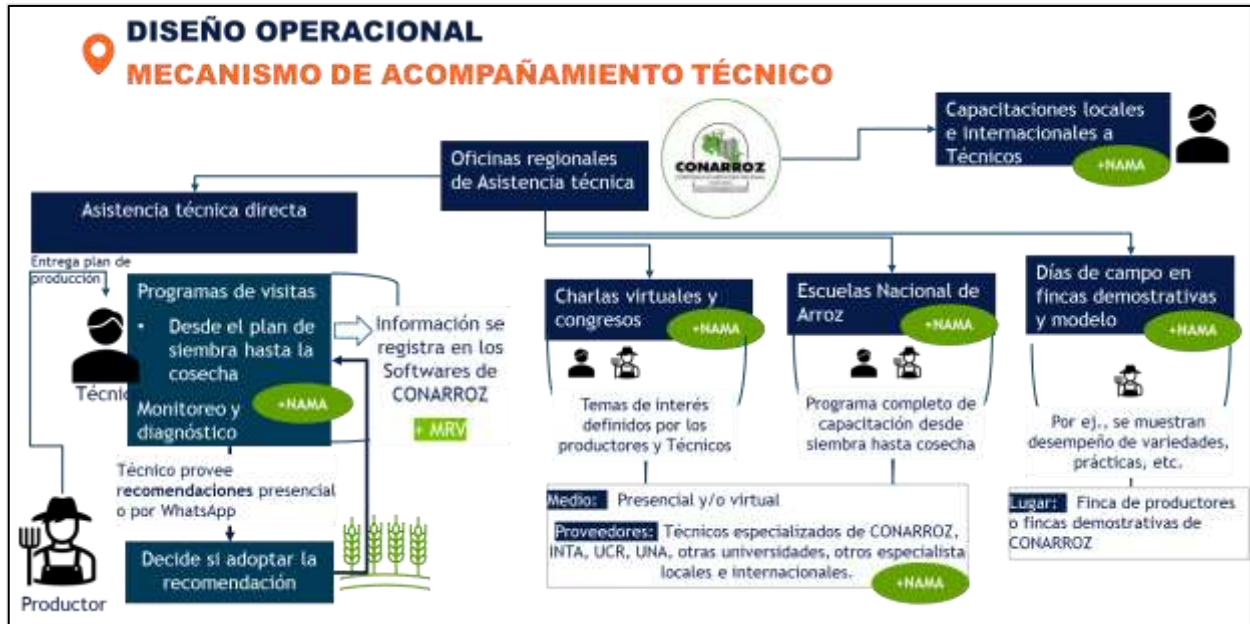 DISEÑO OPERACIONAL
MECANISMO DE ACOMPAÑAMIENTO TÉCNICO
Capacitaciones locales
e internacionales a
Técnicos
+NAMA
CONARROZ
Oficinas regionales
de Asistencia técnica
Asistencia técnica directa
Entrega plan de
producción
Programas de visitas
• Desde el plan de
siembra hasta la
cosecha
Monitoreo y
diagnóstico
+NAMA
Técnic
Información se
registra en los
Softwares de
CONARROZ
+ MRV
Técnico provee
recomendaciones presencial
o por WhatsApp
Decide si adoptar la
recomendación
Productor
Charlas virtuales y
congresos
+NAMA
Temas de interés
definidos por los
productores y Técnicos
Escuelas Nacional de
Arroz
+NAMA
Programa completo de
capacitación desde
siembra hasta cosecha
Medio: Presencial y/o virtual
Proveedores: Técnicos especializados de CONARROZ,
INTA, UCR, UNA, otras universidades, otros especialista
locales e internacionales.
+NAMA
Días de campo en
fincas demostrativas
y modelo
+NAMA
Por ej., se muestran
desempeño de variedades,
prácticas, etc.
Lugar: Finca de productores
o fincas demostrativas de
CONARROZ